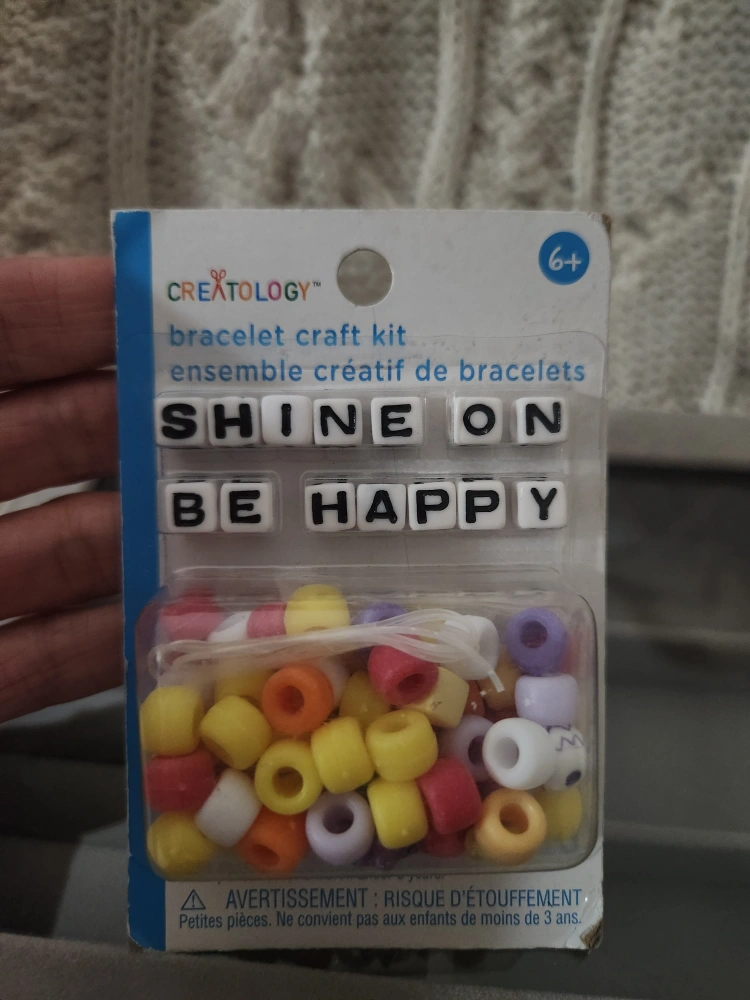 6+
CREATOLOGY™
bracelet craft kit
ensemble créatif de bracelets
SHINE ON
BE HAPPY
AVERTISSEMENT : RISQUE D'ÉTOUFFEMENT
Petites pièces. Ne convient pas aux enfants de moins de 3 ans.